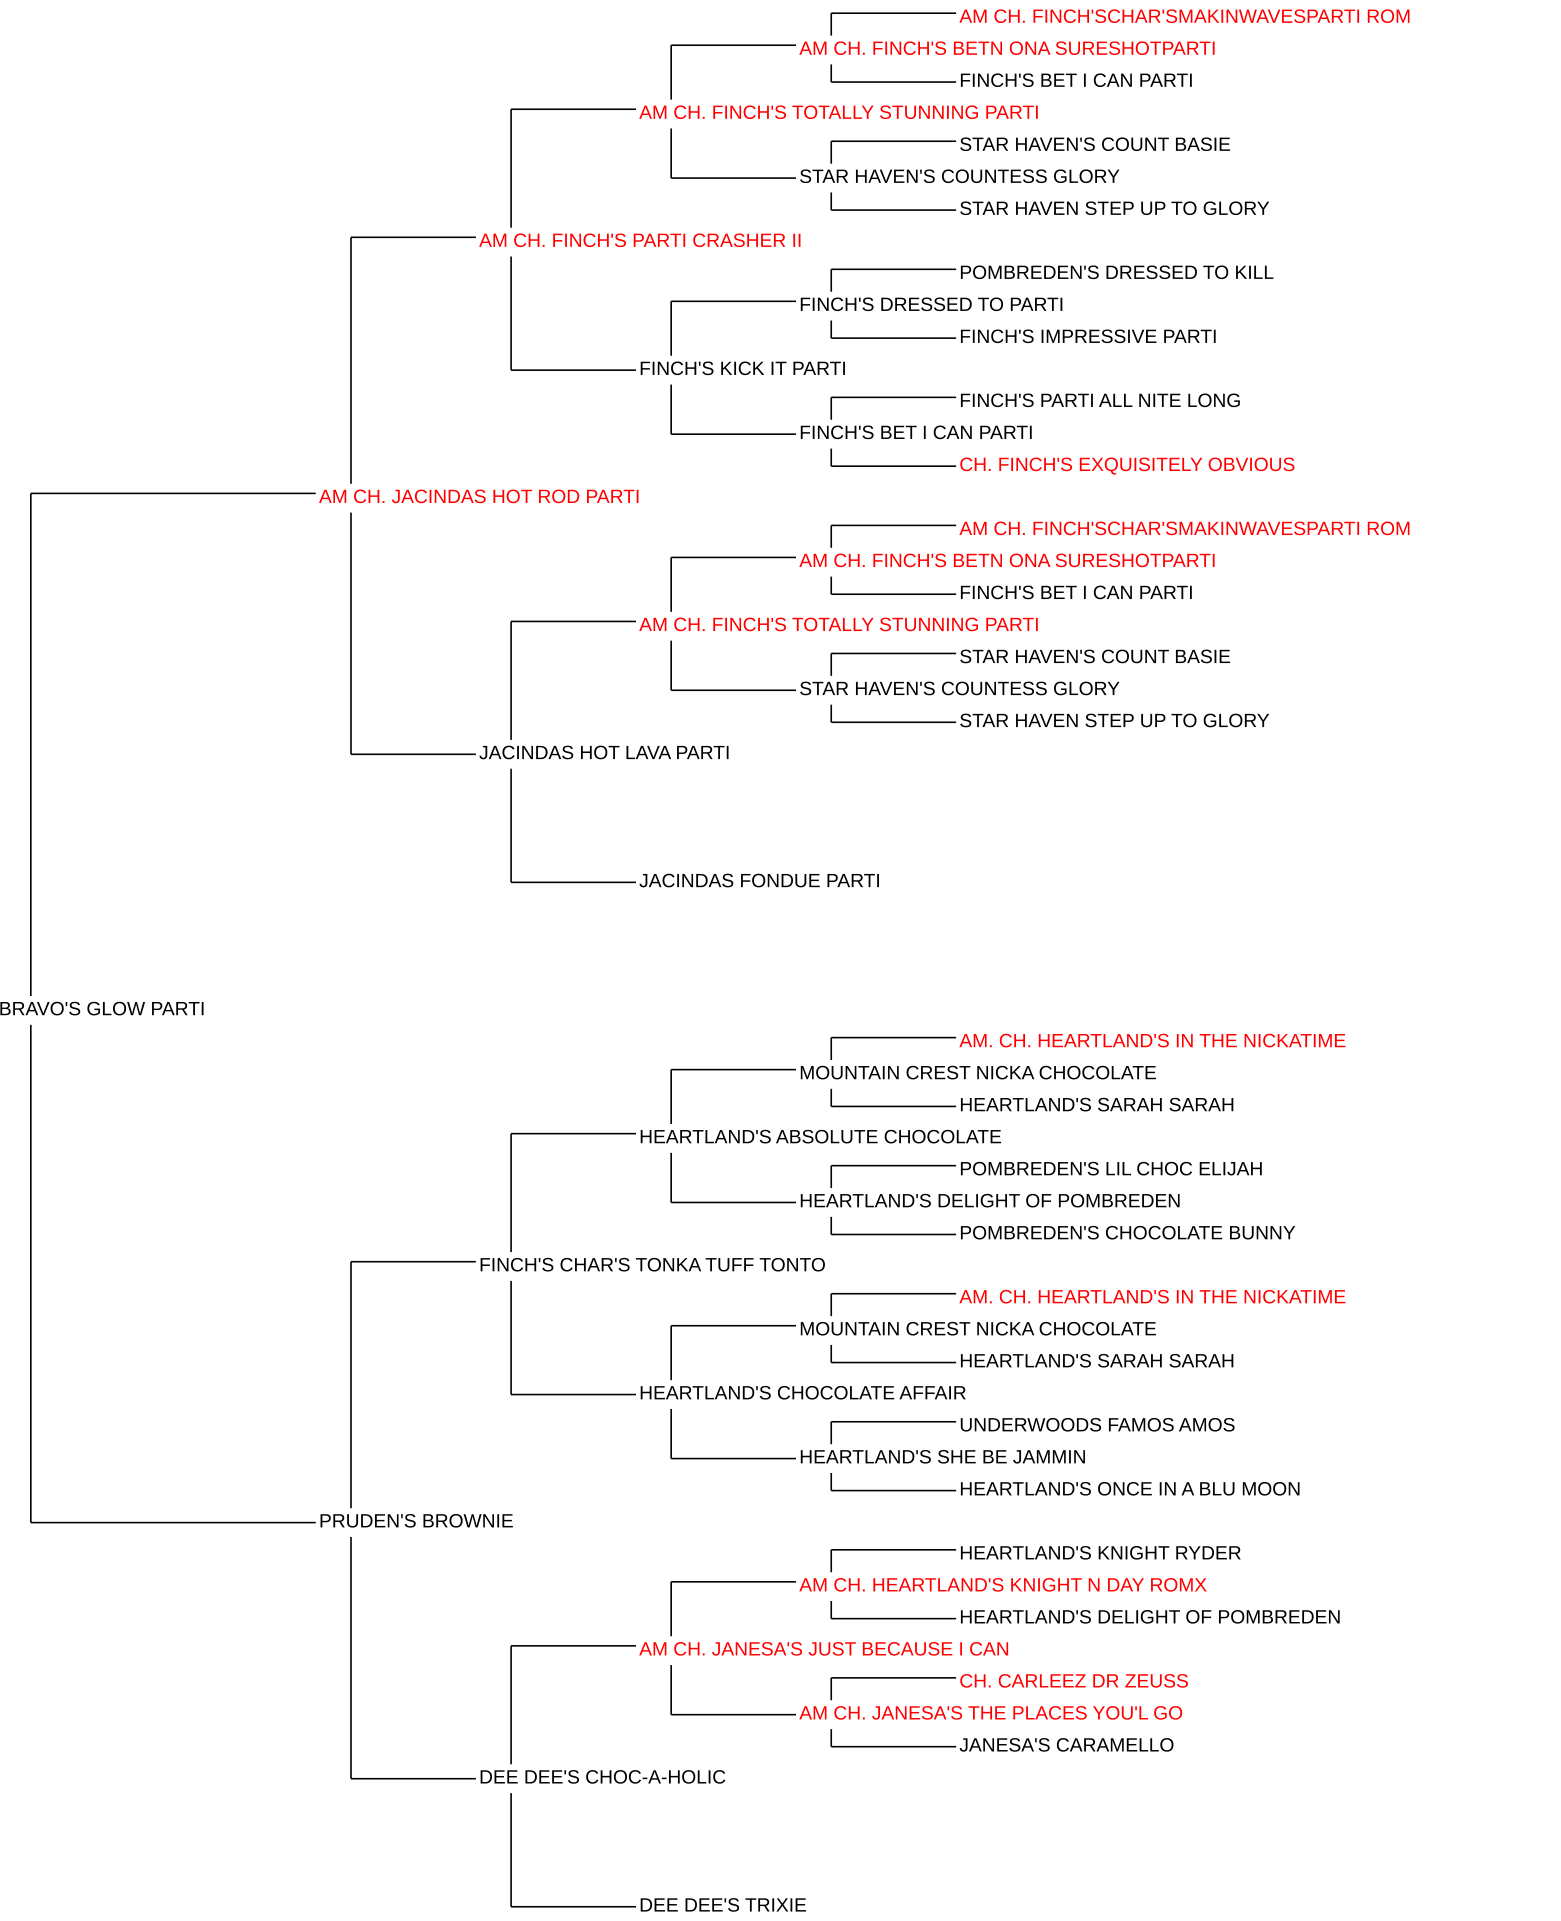 AM CH. FINCH'SCHAR'SMAKINWAVESPARTI ROM
AM CH. FINCH'S BETN ONA SURESHOTPARTI
FINCH'S BET I CAN PARTI
AM CH. FINCH'S TOTALLY STUNNING PARTI
STAR HAVEN'S COUNT BASIE
STAR HAVEN'S COUNTESS GLORY
STAR HAVEN STEP UP TO GLORY
AM CH. FINCH'S PARTI CRASHER II
POMBREDEN'S DRESSED TO KILL
FINCH'S DRESSED TO PARTI
FINCH'S IMPRESSIVE PARTI
FINCH'S KICK IT PARTI
FINCH'S PARTI ALL NITE LONG
FINCH'S BET I CAN PARTI
CH. FINCH'S EXQUISITELY OBVIOUS
AM CH. JACINDAS HOT ROD PARTI
AM CH. FINCH'SCHAR'SMAKINWAVESPARTI ROM
AM CH. FINCH'S BETN ONA SURESHOTPARTI
FINCH'S BET I CAN PARTI
AM CH. FINCH'S TOTALLY STUNNING PARTI
STAR HAVEN'S COUNT BASIE
STAR HAVEN'S COUNTESS GLORY
STAR HAVEN STEP UP TO GLORY
JACINDAS HOT LAVA PARTI
JACINDAS FONDUE PARTI
BRAVO'S GLOW PARTI
AM. CH. HEARTLAND'S IN THE NICKATIME
MOUNTAIN CREST NICKA CHOCOLATE
HEARTLAND'S SARAH SARAH
HEARTLAND'S ABSOLUTE CHOCOLATE
POMBREDEN'S LIL CHOC ELIJAH
HEARTLAND'S DELIGHT OF POMBREDEN
POMBREDEN'S CHOCOLATE BUNNY
FINCH'S CHAR'S TONKA TUFF TONTO
AM. CH. HEARTLAND'S IN THE NICKATIME
MOUNTAIN CREST NICKA CHOCOLATE
HEARTLAND'S SARAH SARAH
HEARTLAND'S CHOCOLATE AFFAIR
UNDERWOODS FAMOS AMOS
HEARTLAND'S SHE BE JAMMIN
HEARTLAND'S ONCE IN A BLU MOON
PRUDEN'S BROWNIE
HEARTLAND'S KNIGHT RYDER
AM CH. HEARTLAND'S KNIGHT N DAY ROMX
HEARTLAND'S DELIGHT OF POMBREDEN
AM CH. JANESA'S JUST BECAUSE I CAN
CH. CARLEEZ DR ZEUSS
AM CH. JANESA'S THE PLACES YOU'L GO
JANESA'S CARAMELLO
DEE DEE'S CHOC-A-HOLIC
DEE DEE'S TRIXIE